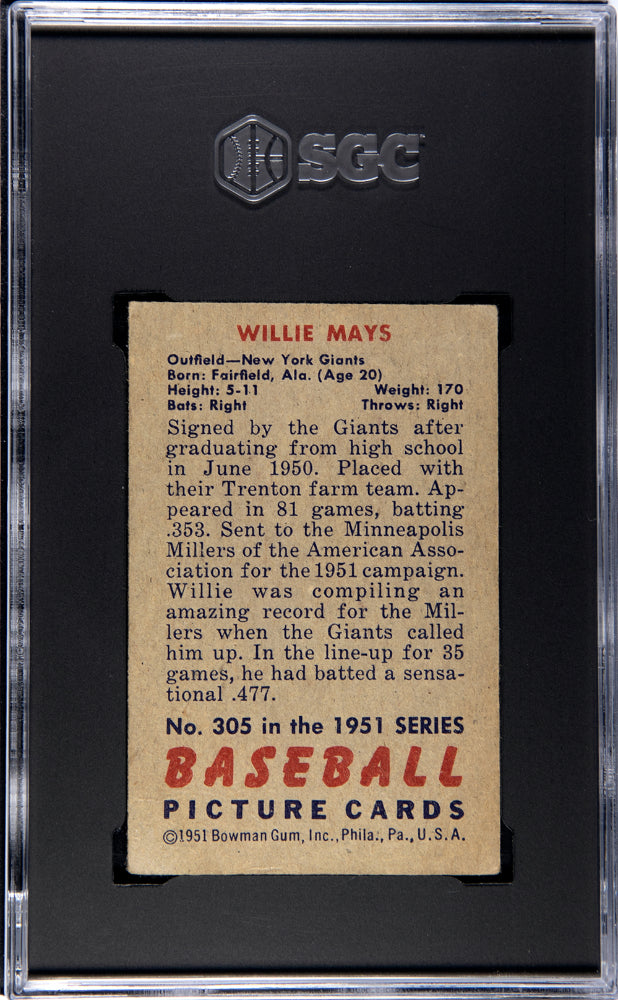 SGC
WILLIE MAYS
Outfield—New York Giants
Born: Fairfield, Ala. (Age 20)
Height: 5-11 Weight: 170
Bats: Right Throws: Right
Signed by the Giants after
graduating from high school
in June 1950. Placed with
their Trenton farm team. Ap-
peared in 81 games, batting
.353. Sent to the Minneapolis
Millers of the American Asso-
ciation for the 1951 campaign.
Willie was compiling an
amazing record for the Mil-
lers when the Giants called
him up. In the line-up for 35
games, he had batted a sensa-
tional .477.
No. 305 in the 1951 SERIES
BASEBALL
PICTURE CARDS
©1951 Bowman Gum, Inc., Phila., Pa., U.S.A.